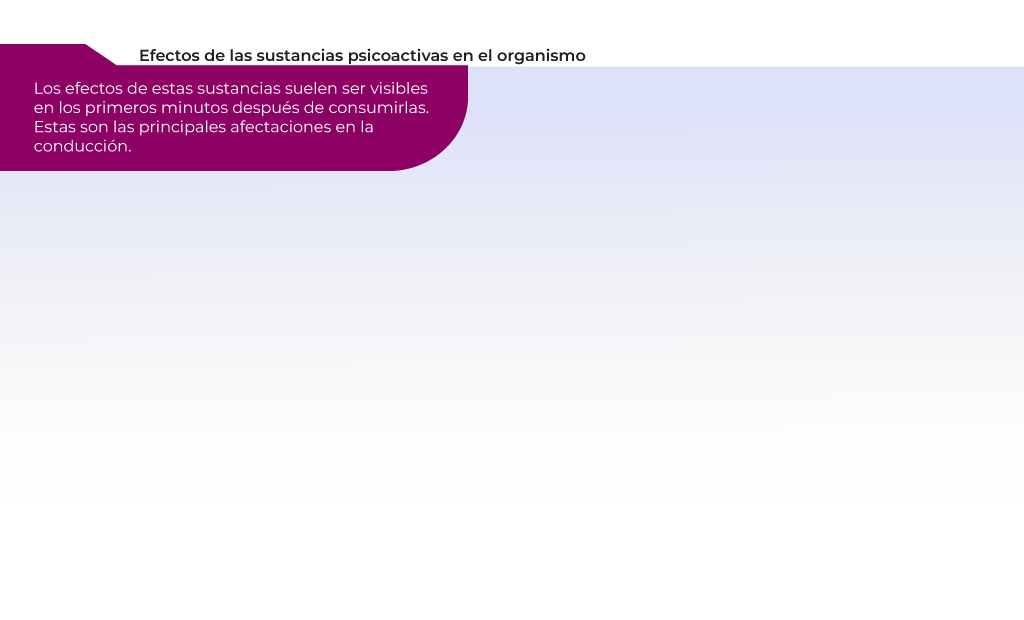 Efectos de las sustancias psicoactivas en el organismo
Los efectos de estas sustancias suelen ser visibles
en los primeros minutos después de consumirlas.
Estas son las principales afectaciones en la
conducción.